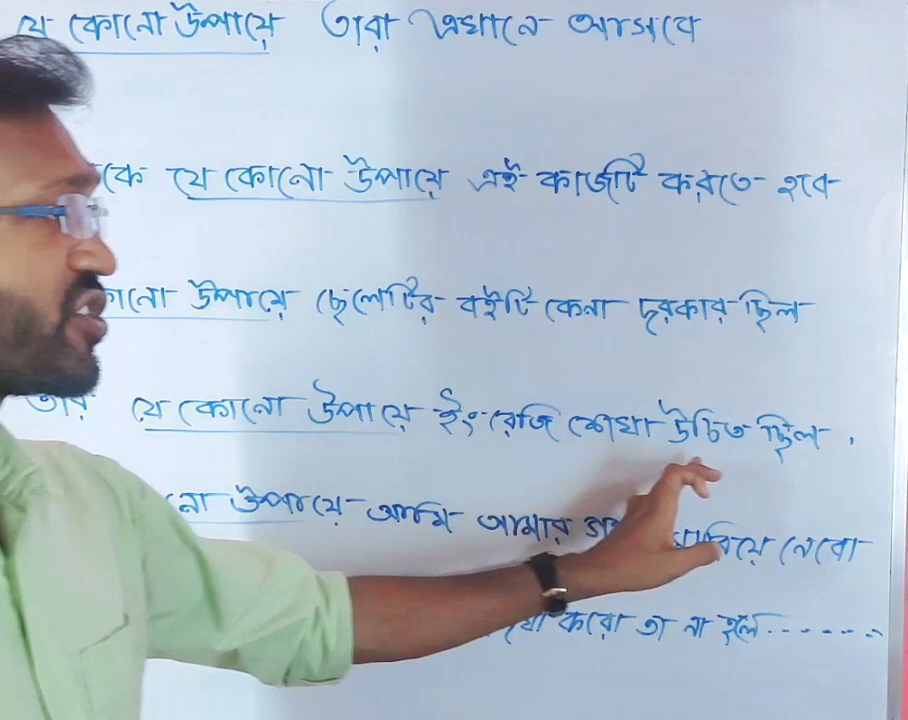 যে কোনো উপায়ে তারা এখানে আসবে
কে যে কোনো উপায়ে এই কাজটি করতে হবে
কোনো উপায়ে ছেলেটির বইটি কেনা দরকার ছিল
তার যে কোনো উপায়ে ইংরেজি শেখা উচিত ছিল .
নো উপায়ে আমি আমার নেবো
করো তা না হলে .......